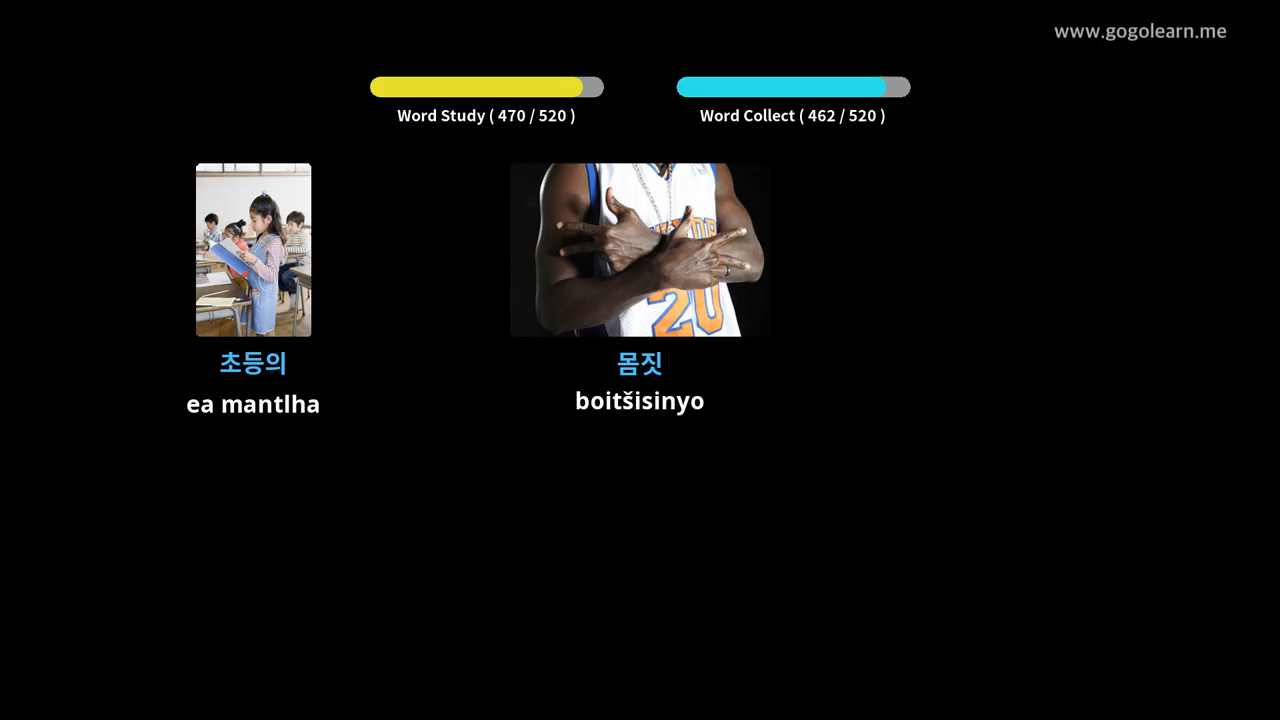 www.gogolearn.me
Word Study ( 470 / 520 )
Word Collect ( 462 / 520 )
20
초등의
몸짓
ea mantlha
boitšisinyo